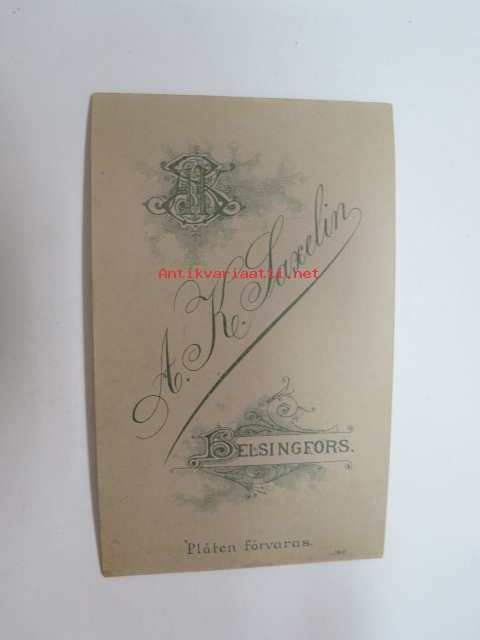 A. K. Saxelin
Antikvariaatti.net
HELSINGFORS.
Plåten förvaras.